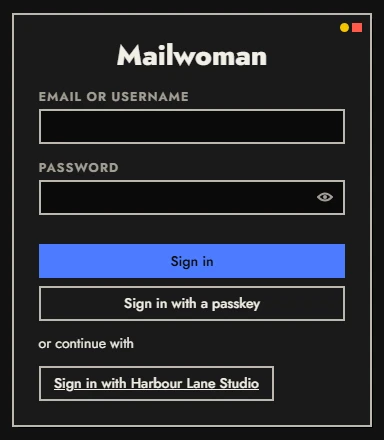 Mailwoman
EMAIL OR USERNAME
PASSWORD
Sign in
Sign in with a passkey
or continue with
Sign in with Harbour Lane Studio